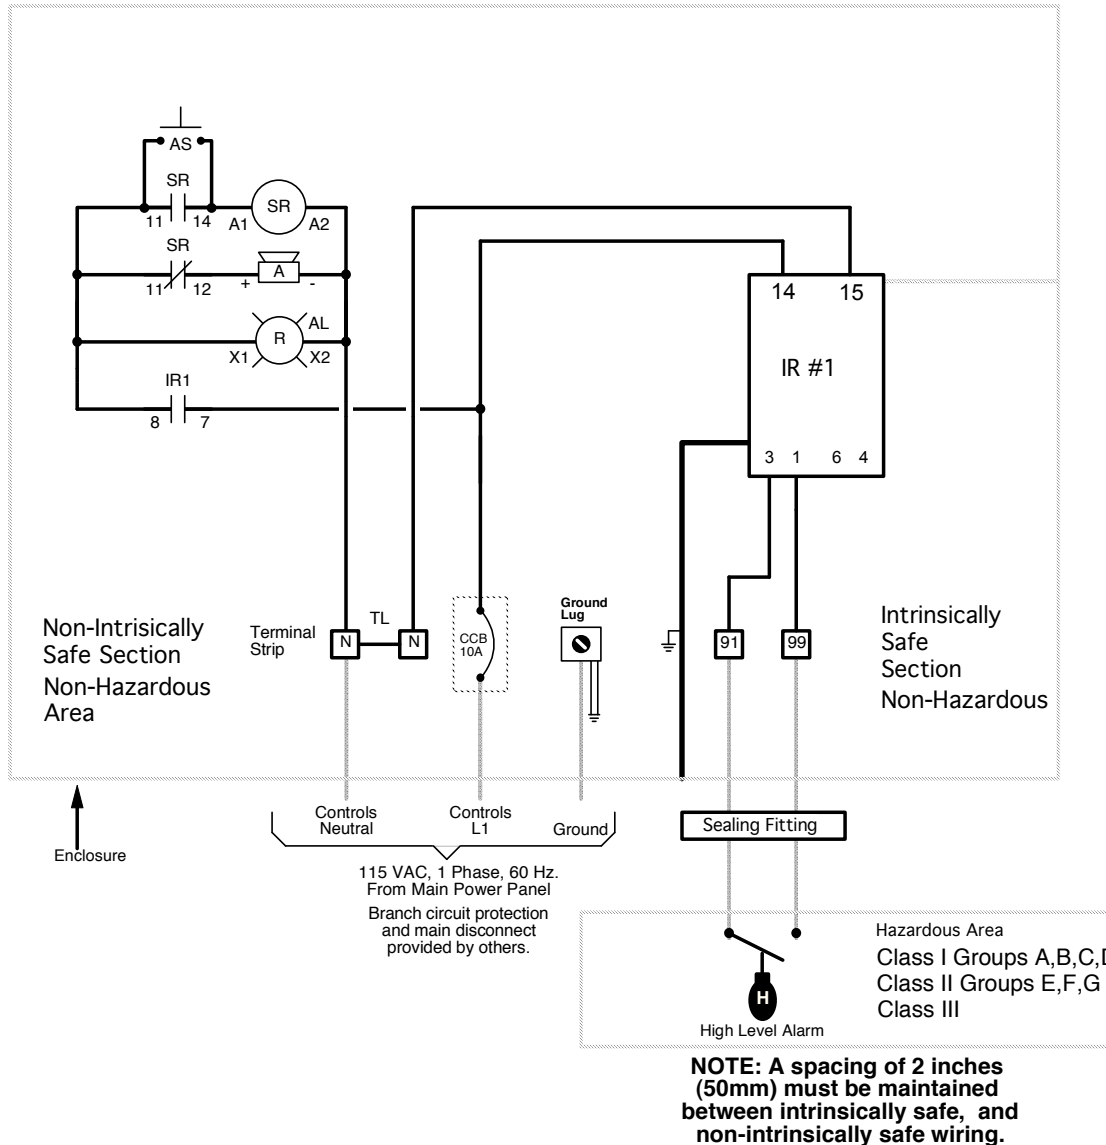 AS
SR
11
14
A1
SR
A2
SR
11
12
+
A
-
AL
R
X1
X2
IR1
8
7
14
15
IR #1
3
1
6
4
Non-Intrisically
Safe Section
Non-Hazardous
Area
Terminal
Strip
N
TL
N
CCB
10A
Ground
Lug
91
99
Intrinsically
Safe
Section
Non-Hazardous
Enclosure
Controls
Neutral
Controls
L1
Ground
115 VAC, 1 Phase, 60 Hz.
From Main Power Panel
Branch circuit protection
and main disconnect
provided by others.
Sealing Fitting
Hazardous Area
Class I Groups A,B,C,D
Class II Groups E,F,G
Class III
H
High Level Alarm
NOTE: A spacing of 2 inches
(50mm) must be maintained
between intrinsically safe, and
non-intrinsically safe wiring.